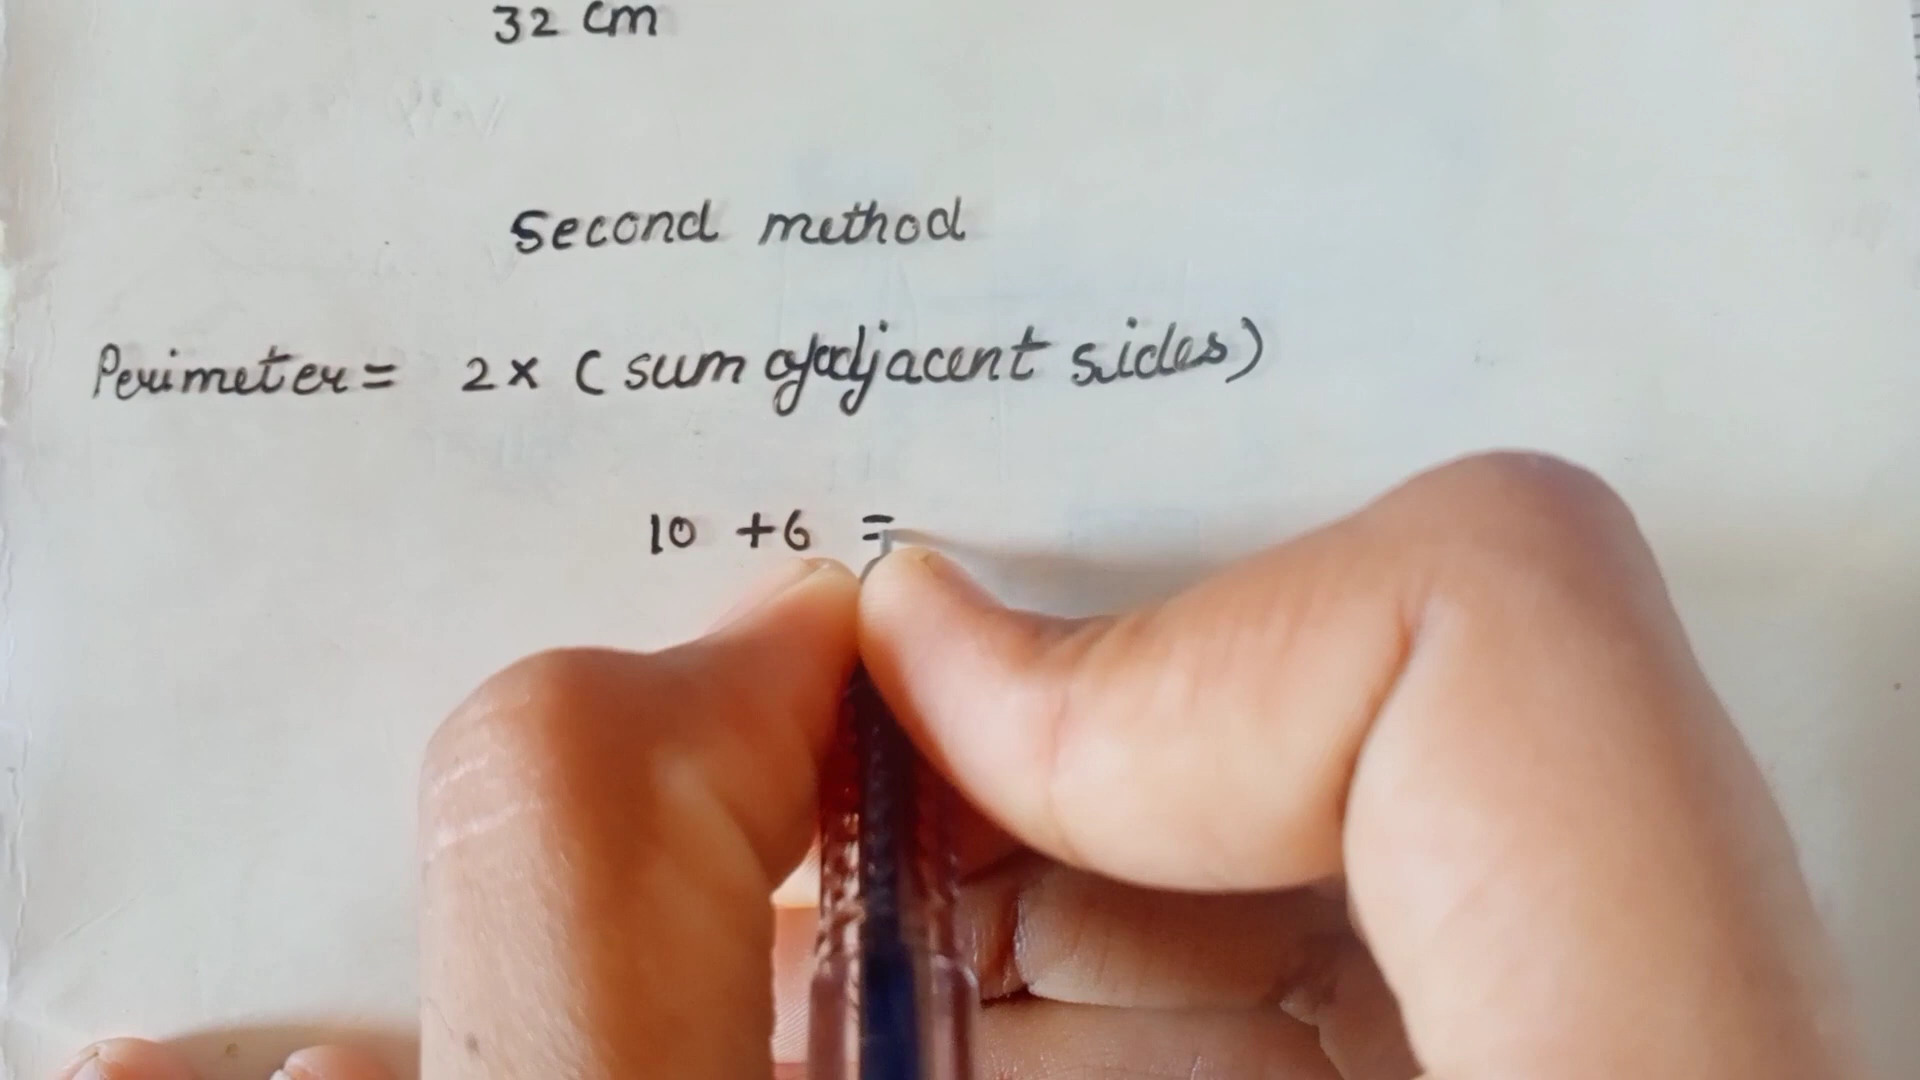 32 cm
Second method
Perimeter = 2 × (sum of adjacent sides)
10 + 6 =